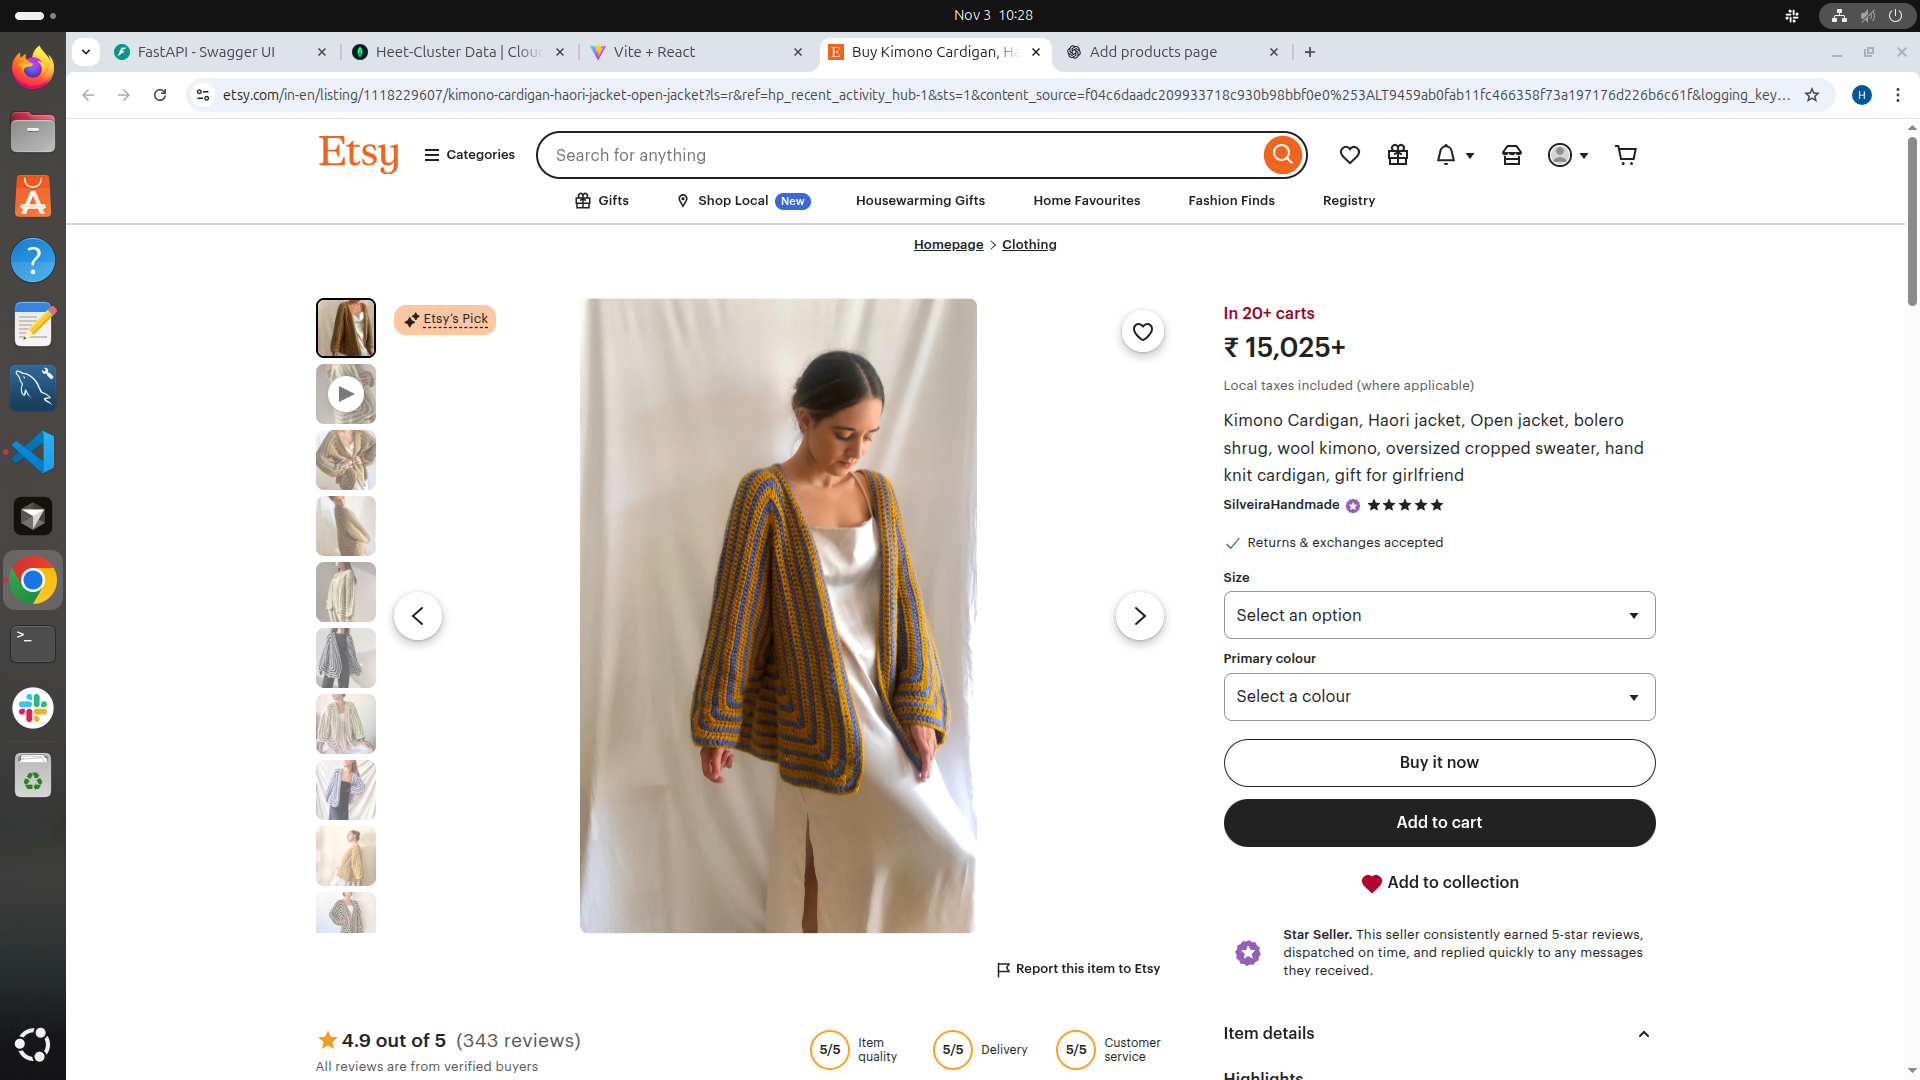 Nov 3 10:28
FastAPI - Swagger UI
Heet-Cluster Data | Clou
Vite + React
Buy Kimono Cardigan, Ha
Add products page
etsy.com/in-en/listing/1118229607/kimono-cardigan-haori-jacket-open-jacket?ls=r&ref=hp_recent_activity_hub-1&sts=1&content_source=f04c6daadc209933718c930b98bbf0e0%253ALT9459ab0fab11fc466358f73a197176d226b6c61f&logging_key...
H
Etsy
Categories
Search for anything
Gifts
Shop Local New
Housewarming Gifts
Home Favourites
Fashion Finds
Registry
Homepage > Clothing
Etsy's Pick
In 20+ carts
₹ 15,025+
Local taxes included (where applicable)
Kimono Cardigan, Haori jacket, Open jacket, bolero
shrug, wool kimono, oversized cropped sweater, hand
knit cardigan, gift for girlfriend
SilveiraHandmade
Returns & exchanges accepted
Size
Select an option
Primary colour
Select a colour
Buy it now
Add to cart
Add to collection
Star Seller. This seller consistently earned 5-star reviews,
dispatched on time, and replied quickly to any messages
they received.
Report this item to Etsy
4.9 out of 5 (343 reviews)
All reviews are from verified buyers
5/5 Item
quality
5/5 Delivery
5/5 Customer
service
Item details
Highlights